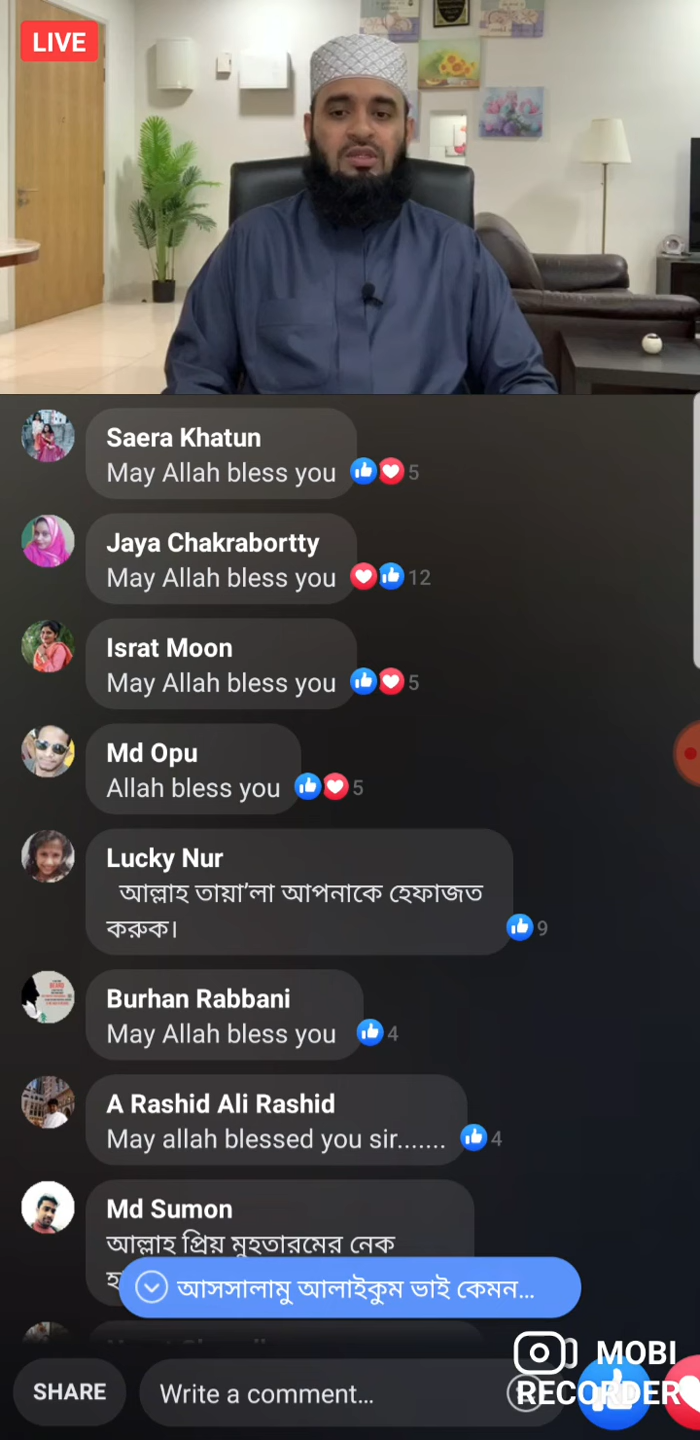 LIVE
Saera Khatun
May Allah bless you 5
Jaya Chakrabortty
May Allah bless you 12
Israt Moon
May Allah bless you 5
Md Opu
Allah bless you 5
Lucky Nur
আল্লাহ তায়া’লা আপনাকে হেফাজত
করুক। 9
Burhan Rabbani
May Allah bless you 4
A Rashid Ali Rashid
May allah blessed you sir....... 4
Md Sumon
আল্লাহ প্রিয় মুহতারমের নেক
আসসালামু আলাইকুম ভাই কেমন...
MOBI
RECORDER
SHARE
Write a comment...